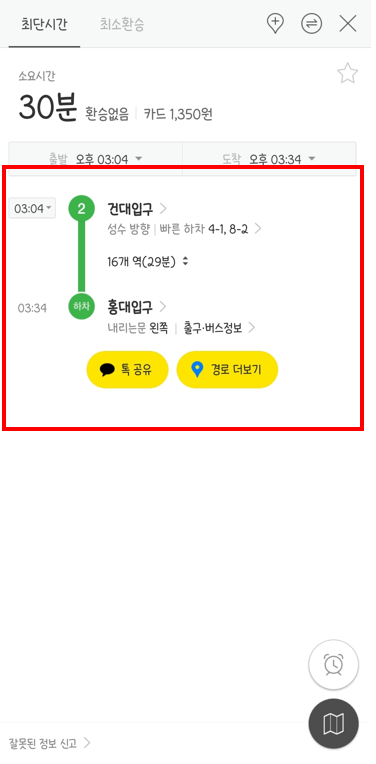 최단시간 최소환승
소요시간
30분 환승없음 | 카드 1,350원
출발 오후 03:04 도착 오후 03:34
03:04 2 건대입구
성수 방향 | 빠른 하차 4-1, 8-2
16개 역(29분)
03:34 하차 홍대입구
내리는문 왼쪽 | 출구·버스정보
톡 공유 경로 더보기
잘못된 정보 신고